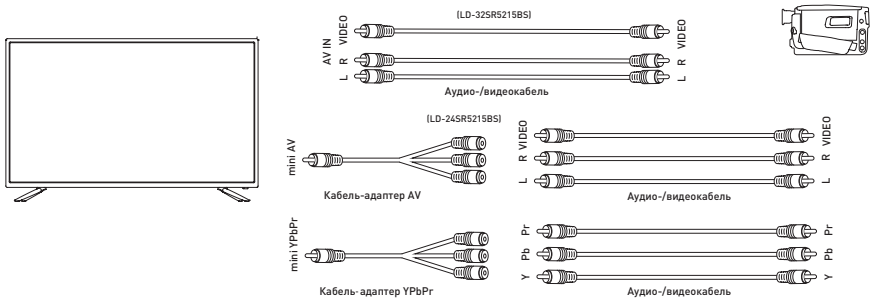 (LD-32SR5215BS)
AV IN
VIDEO
R
L
VIDEO
R
L
Аудио-/видеокабель
(LD-24SR5215BS)
mini AV
Кабель-адаптер AV
VIDEO
R
L
VIDEO
R
L
Аудио-/видеокабель
mini YPbPr
Кабель-адаптер YPbPr
Pr
Pb
Y
Pr
Pb
Y
Аудио-/видеокабель